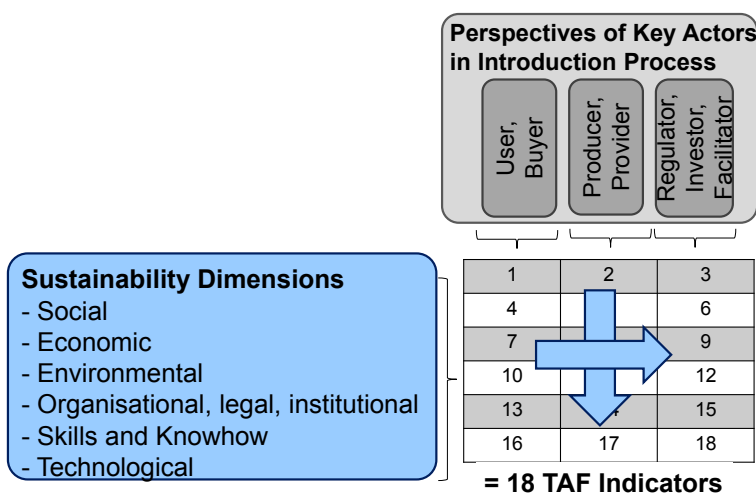 Perspectives of Key Actors
in Introduction Process
User,
Buyer
Producer,
Provider
Regulator,
Investor,
Facilitator
Sustainability Dimensions
- Social
- Economic
- Environmental
- Organisational, legal, institutional
- Skills and Knowhow
- Technological
1 2 3
4 6
7 9
10 12
13 15
16 17 18
= 18 TAF Indicators